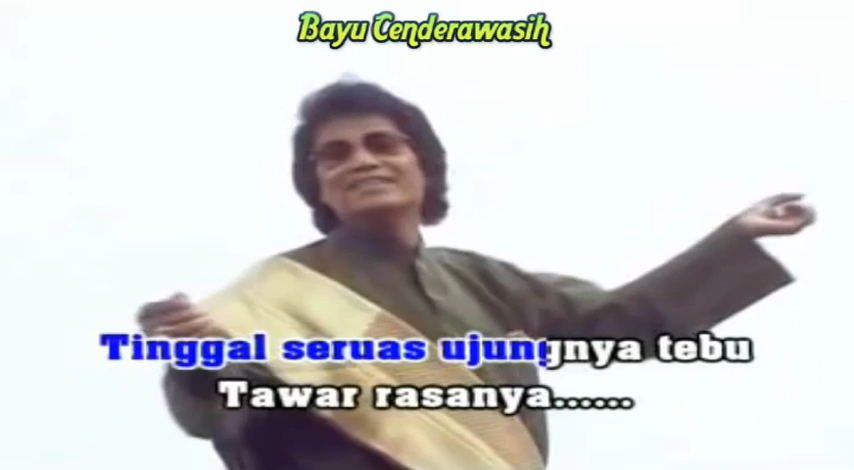 Bayu Cenderawasih
Tinggal seruas ujungnya tebu
Tawar rasanya......